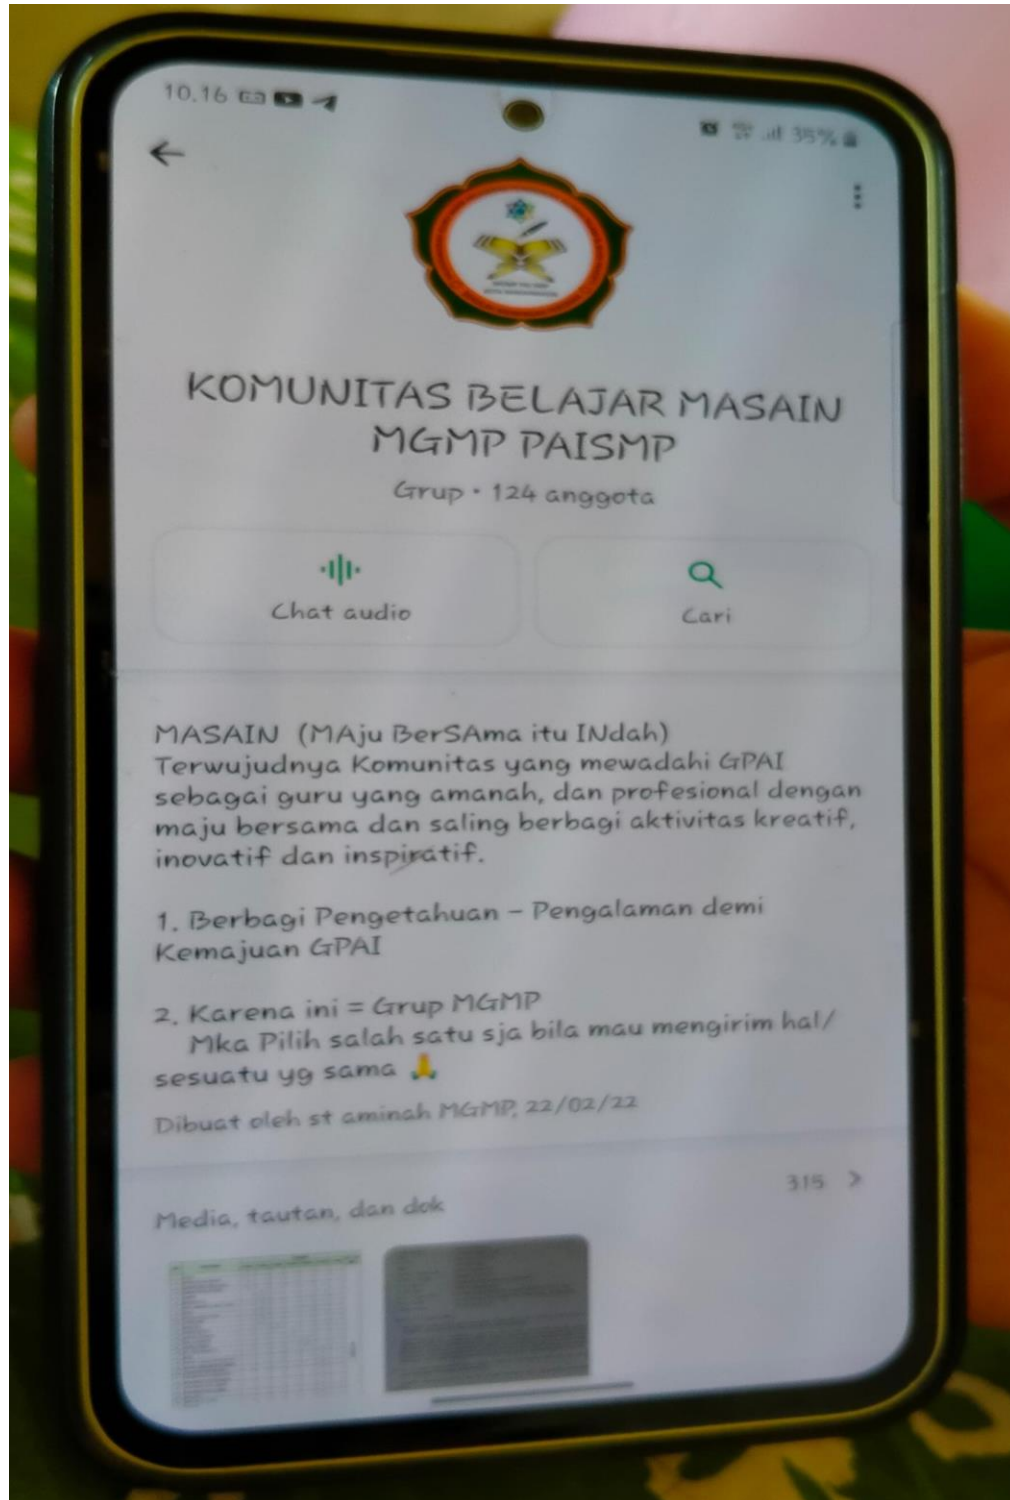 10.16
35%
KOMUNITAS BELAJAR MASAIN
MGMP PAISMP
Grup • 124 anggota
Chat audio
Cari
MASAIN (MAju BerSAma itu INdah)
Terwujudnya Komunitas yang mewadahi GPAI
sebagai guru yang amanah, dan profesional dengan
maju bersama dan saling berbagi aktivitas kreatif,
inovatif dan inspiratif.
1. Berbagi Pengetahuan – Pengalaman demi
Kemajuan GPAI
2. Karena ini = Grup MGMP
Mka Pilih salah satu sja bila mau mengirim hal/
sesuatu yg sama 🙏
Dibuat oleh st aminah MGMP, 22/02/22
Media, tautan, dan dok
315 >